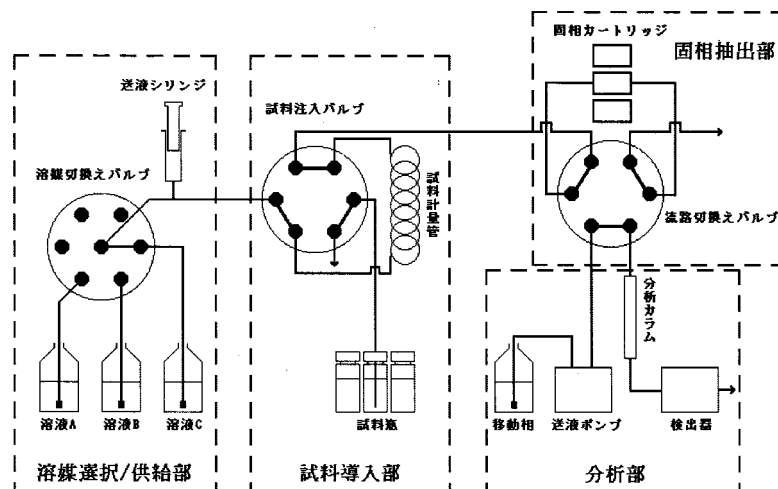 固相カートリッジ
固相抽出部
送液シリンジ
試料注入バルブ
溶媒切換えバルブ
試料計量管
流路切換えバルブ
分析カラム
溶液A
溶液B
溶液C
試料瓶
移動相
送液ポンプ
検出器
溶媒選択/供給部
試料導入部
分析部